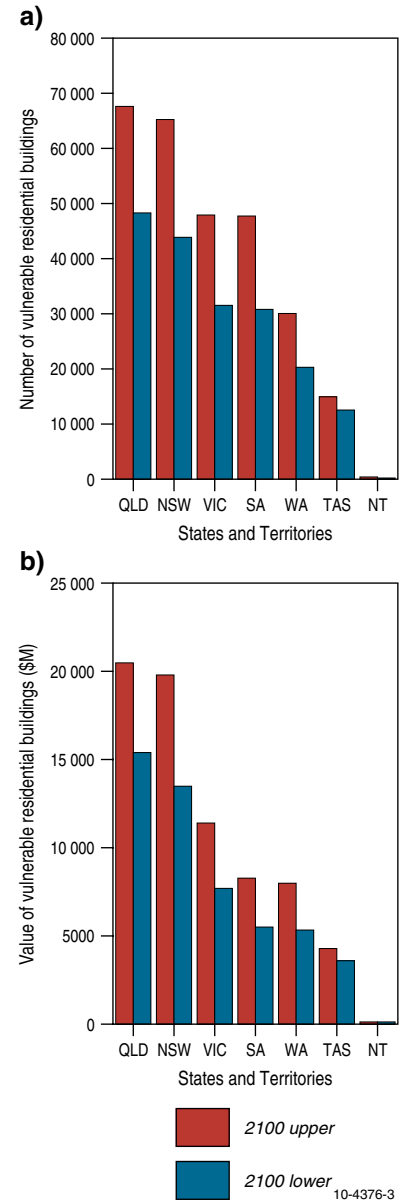 a)
Number of vulnerable residential buildings
80 000
70 000
60 000
50 000
40 000
30 000
20 000
10 000
0
QLD NSW VIC SA WA TAS NT
States and Territories
b)
Value of vulnerable residential buildings ($M)
25 000
20 000
15 000
10 000
5000
0
QLD NSW VIC SA WA TAS NT
States and Territories
2100 upper
2100 lower
10-4376-3